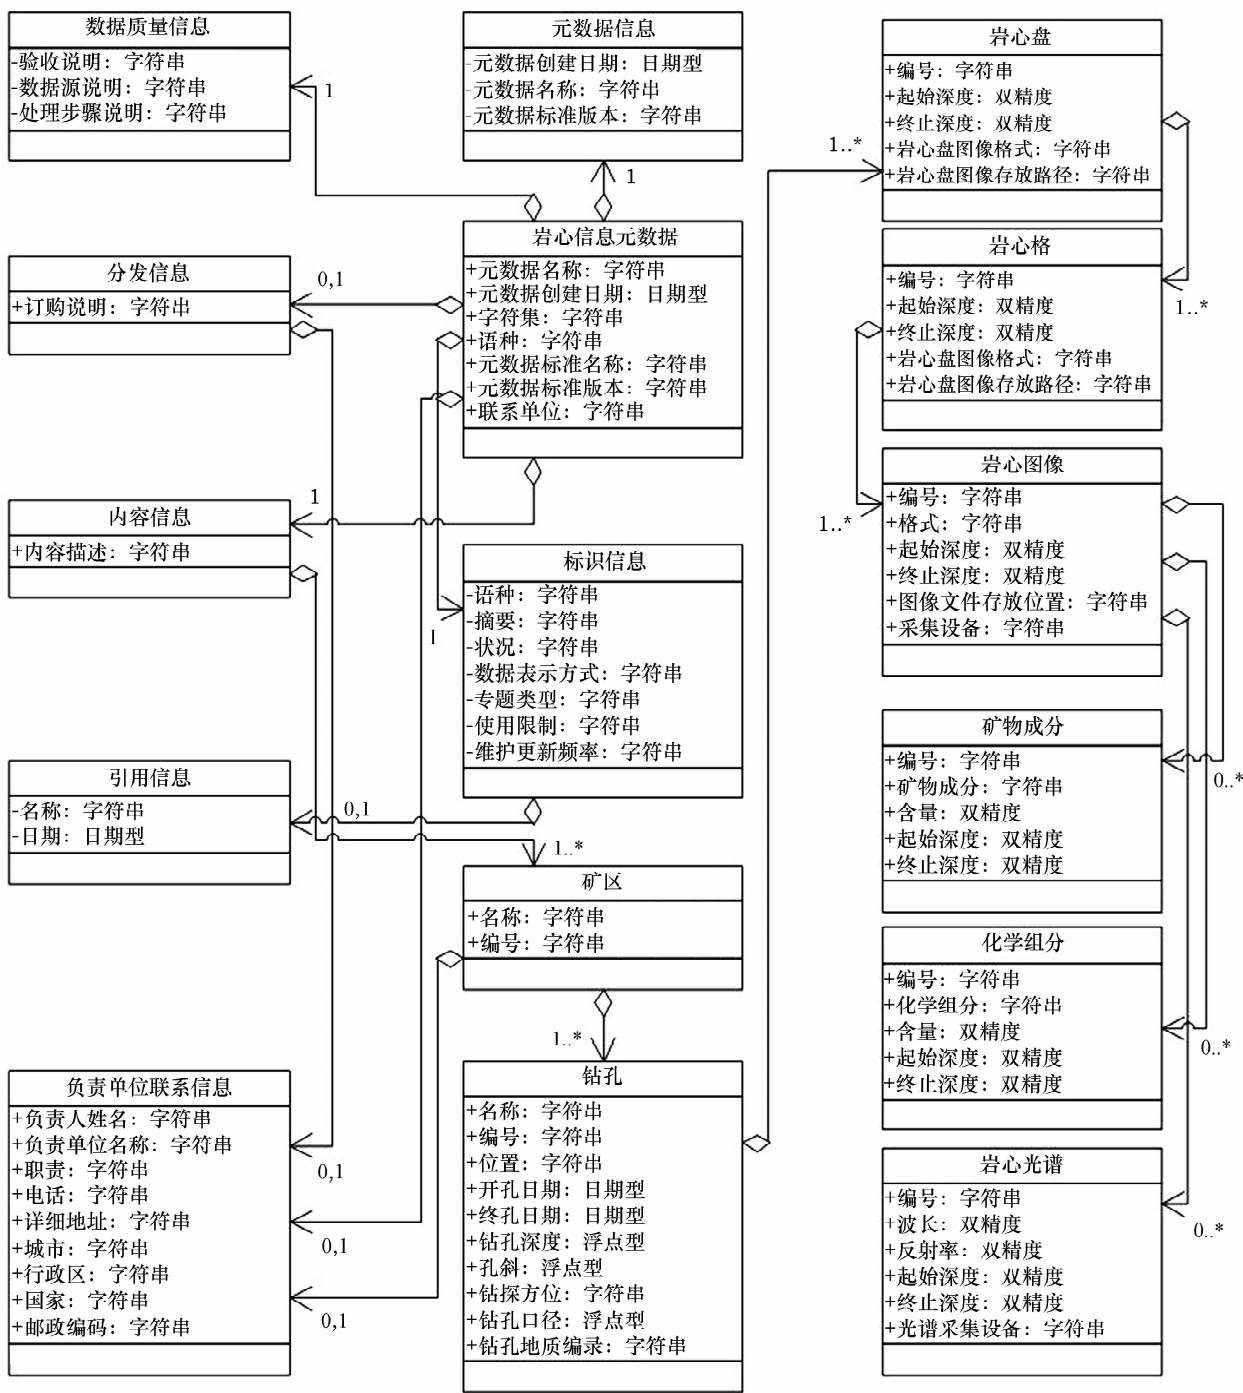 数据质量信息
-验收说明：字符串
-数据源说明：字符串
-处理步骤说明：字符串
1
元数据信息
-元数据创建日期：日期型
-元数据名称：字符串
-元数据标准版本：字符串
1
岩心信息元数据
+元数据名称：字符串
+元数据创建日期：日期型
+字符集：字符串
+语种：字符串
+元数据标准名称：字符串
+元数据标准版本：字符串
+联系单位：字符串
分发信息
+订购说明：字符串
0,1
内容信息
+内容描述：字符串
1
标识信息
-语种：字符串
-摘要：字符串
-状况：字符串
-数据表示方式：字符串
-专题类型：字符串
-使用限制：字符串
-维护更新频率：字符串
1
引用信息
-名称：字符串
-日期：日期型
0,1
1..*
矿区
+名称：字符串
+编号：字符串
1..*
钻孔
+名称：字符串
+编号：字符串
+位置：字符串
+开孔日期：日期型
+终孔日期：日期型
+钻孔深度：浮点型
+孔斜：浮点型
+钻探方位：字符串
+钻孔口径：浮点型
+钻孔地质编录：字符串
负责单位联系信息
+负责人姓名：字符串
+负责单位名称：字符串
+职责：字符串
+电话：字符串
+详细地址：字符串
+城市：字符串
+行政区：字符串
+国家：字符串
+邮政编码：字符串
0,1
0,1
0,1
1..*
岩心盘
+编号：字符串
+起始深度：双精度
+终止深度：双精度
+岩心盘图像格式：字符串
+岩心盘图像存放路径：字符串
岩心格
+编号：字符串
+起始深度：双精度
+终止深度：双精度
+岩心盘图像格式：字符串
+岩心盘图像存放路径：字符串
1..*
1..*
岩心图像
+编号：字符串
+格式：字符串
+起始深度：双精度
+终止深度：双精度
+图像文件存放位置：字符串
+采集设备：字符串
矿物成分
+编号：字符串
+矿物成分：字符串
+含量：双精度
+起始深度：双精度
+终止深度：双精度
0..*
化学组分
+编号：字符串
+化学组分：字符串
+含量：双精度
+起始深度：双精度
+终止深度：双精度
0..*
岩心光谱
+编号：字符串
+波长：双精度
+反射率：双精度
+起始深度：双精度
+终止深度：双精度
+光谱采集设备：字符串
0..*